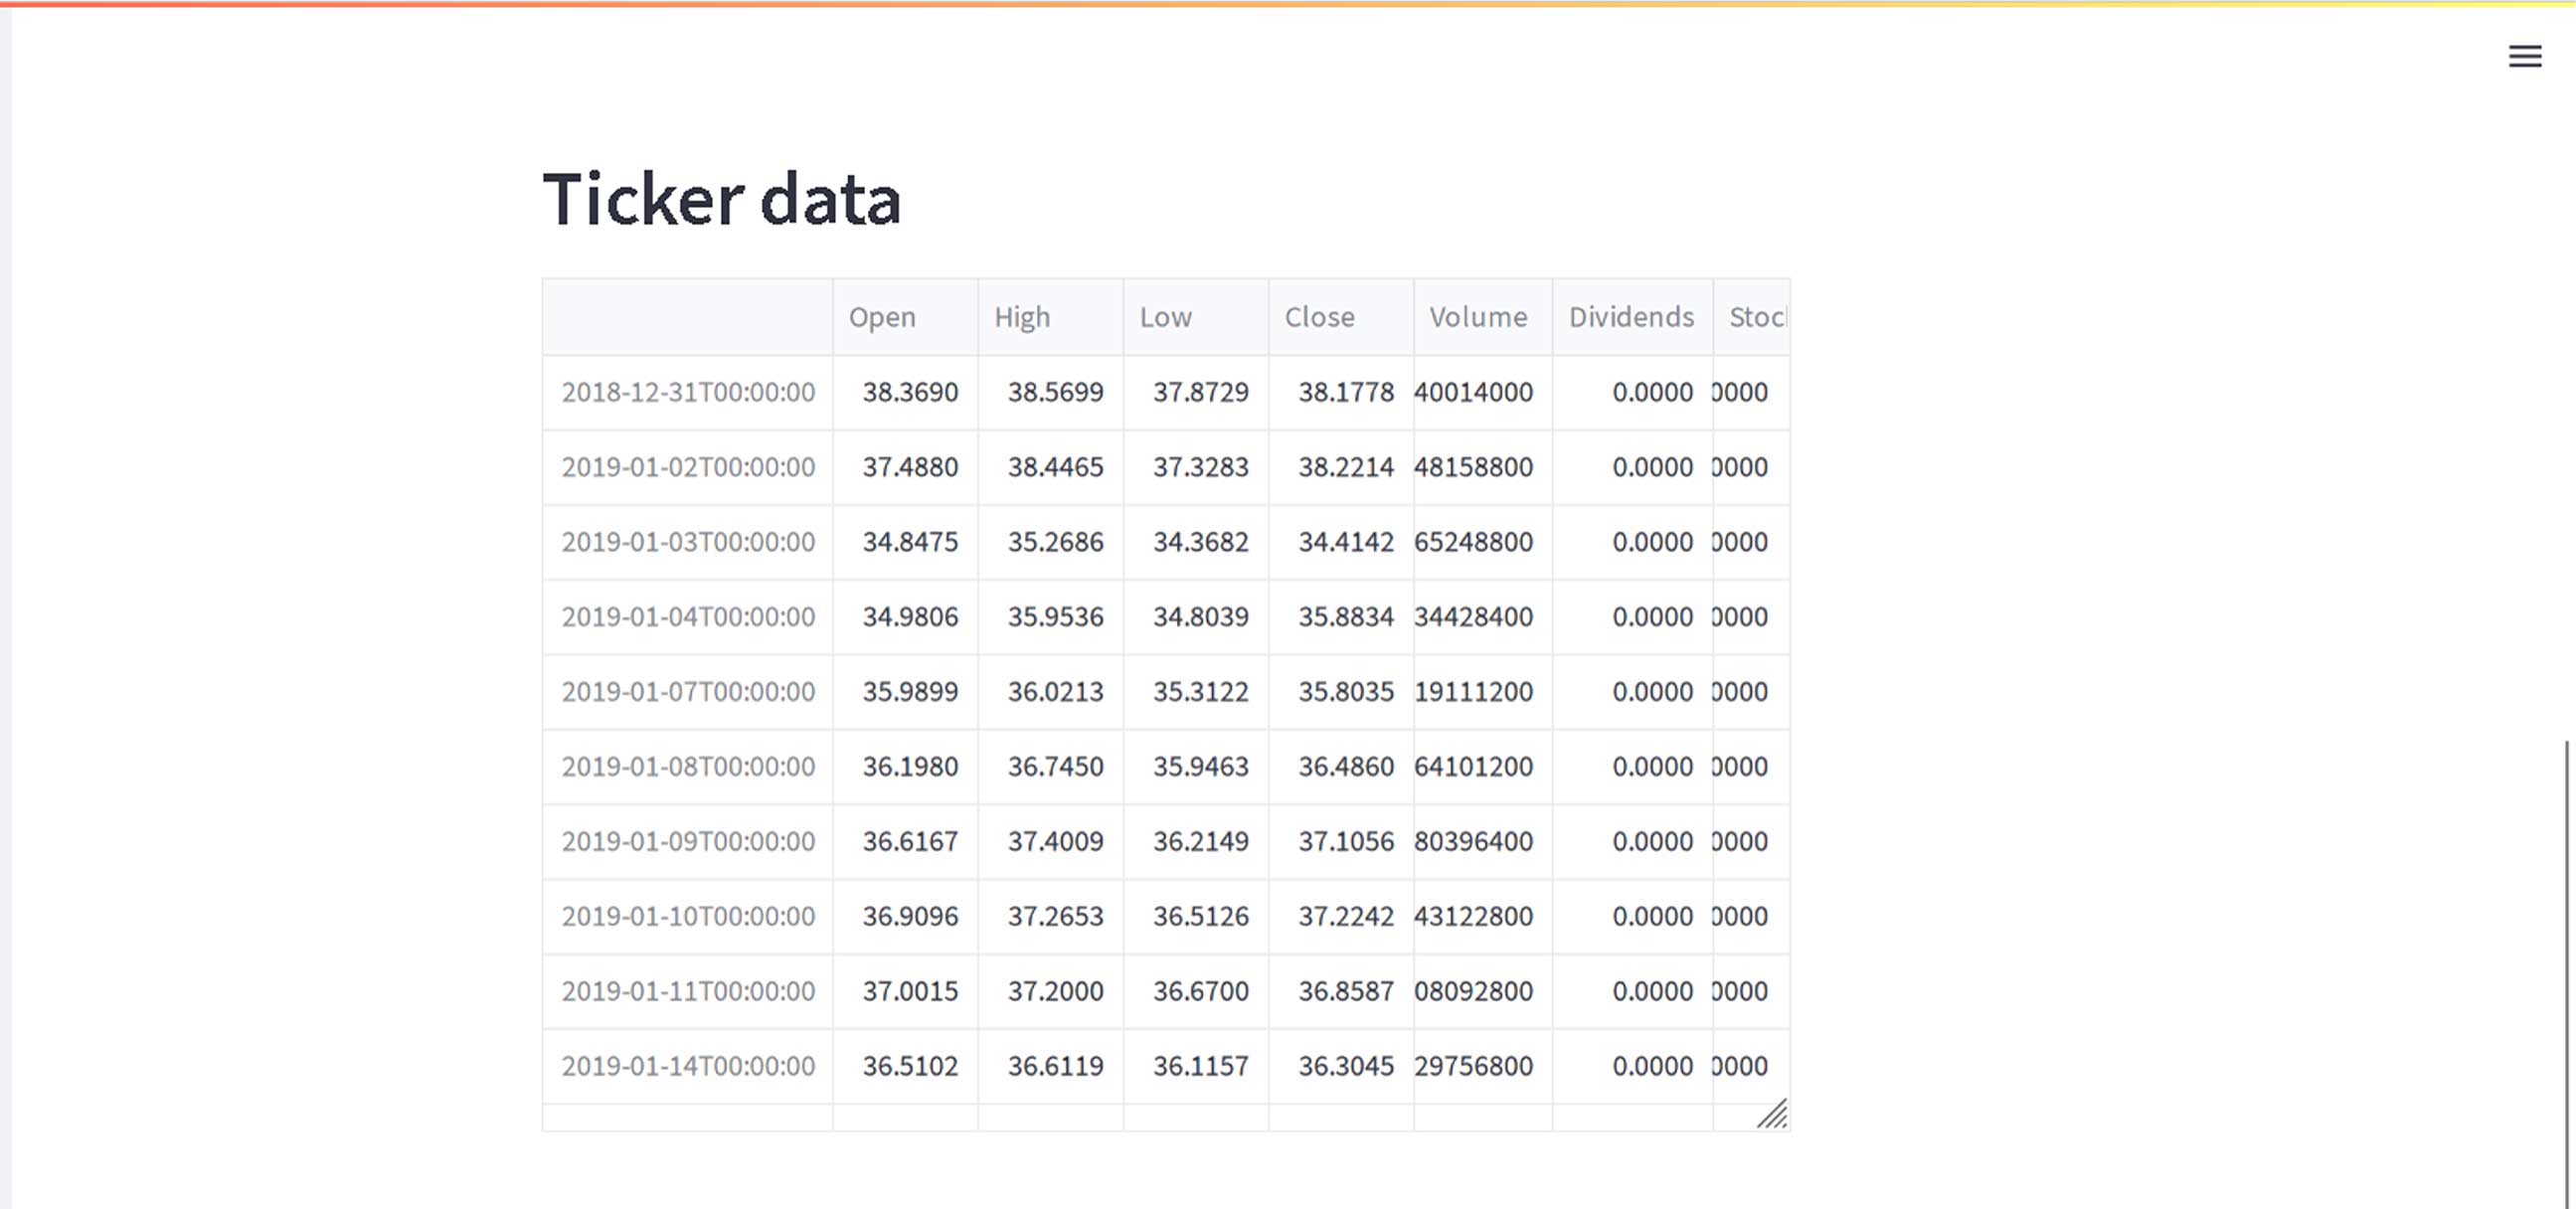 Ticker data
Open High Low Close Volume Dividends Stoc
2018-12-31T00:00:00 38.3690 38.5699 37.8729 38.1778 40014000 0.0000 0000
2019-01-02T00:00:00 37.4880 38.4465 37.3283 38.2214 48158800 0.0000 0000
2019-01-03T00:00:00 34.8475 35.2686 34.3682 34.4142 65248800 0.0000 0000
2019-01-04T00:00:00 34.9806 35.9536 34.8039 35.8834 34428400 0.0000 0000
2019-01-07T00:00:00 35.9899 36.0213 35.3122 35.8035 19111200 0.0000 0000
2019-01-08T00:00:00 36.1980 36.7450 35.9463 36.4860 64101200 0.0000 0000
2019-01-09T00:00:00 36.6167 37.4009 36.2149 37.1056 80396400 0.0000 0000
2019-01-10T00:00:00 36.9096 37.2653 36.5126 37.2242 43122800 0.0000 0000
2019-01-11T00:00:00 37.0015 37.2000 36.6700 36.8587 08092800 0.0000 0000
2019-01-14T00:00:00 36.5102 36.6119 36.1157 36.3045 29756800 0.0000 0000